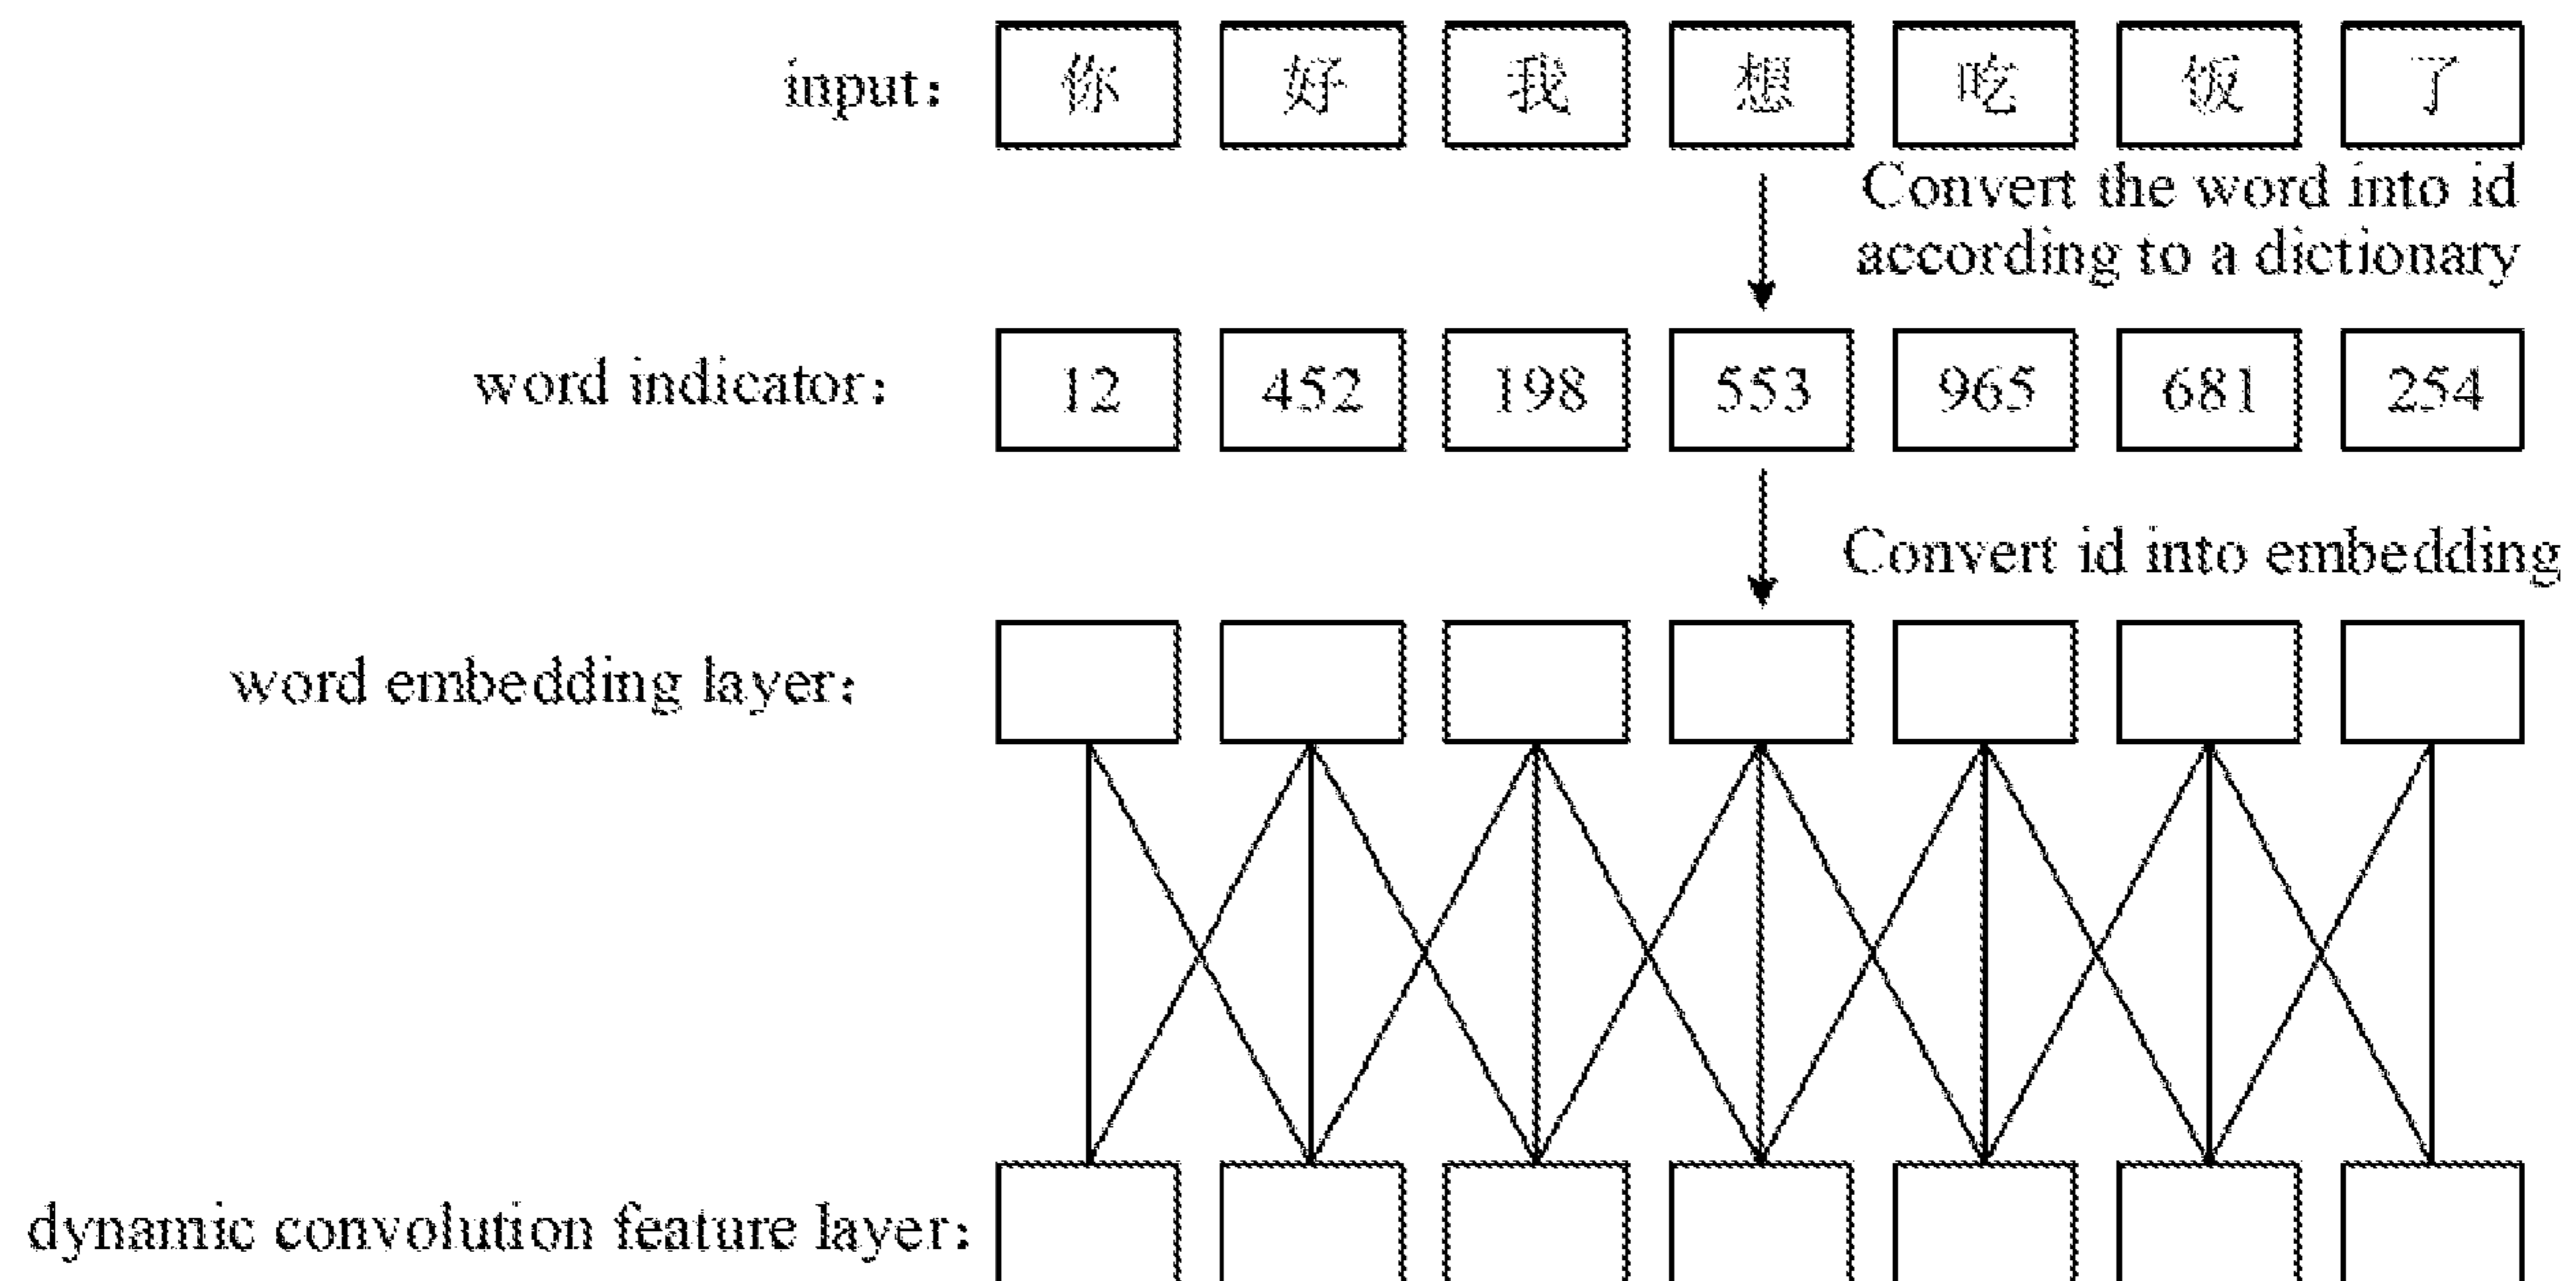 input: 你 好 我 想 吃 饭 了
Convert the word into id
according to a dictionary
word indicator: 12 452 198 553 965 681 254
Convert id into embedding
word embedding layer:
dynamic convolution feature layer: